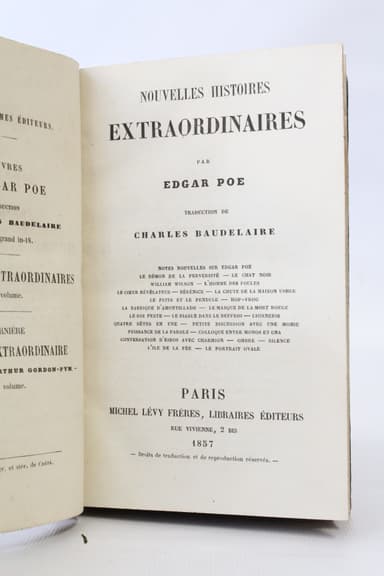 MES ÉDITEURS.
VRES
GAR POE
BAUDELAIRE
grand in-18.
XTRAORDINAIRES
volume.
RNIÈRE
EXTRAORDINAIRE
ARTHUR GORDON-PYM
volume.
NOUVELLES HISTOIRES
EXTRAORDINAIRES
PAR
EDGAR POE
TRADUCTION DE
CHARLES BAUDELAIRE
NOTES NOUVELLES SUR EDGAR POË
LE DÉMON DE LA PERVERSITÉ — LE CHAT NOIR
WILLIAM WILSON — L'HOMME DES FOULES
LE CŒUR RÉVÉLATEUR — BÉRÉNICE — LA CHUTE DE LA MAISON USHER
LE PUITS ET LE PENDULE — HOP-FROG
LA BARRIQUE D'AMONTILLADO — LE MASQUE DE LA MORT ROUGE
LE ROI PESTE — LE DIABLE DANS LE BEFFROI — LIONNERIE
QUATRE BÊTES EN UNE — PETITE DISCUSSION AVEC UNE MOMIE
PUISSANCE DE LA PAROLE — COLLOQUE ENTRE MONOS ET UNA
CONVERSATION D'EIROS AVEC CHARMION — OMBRE — SILENCE
L'ÎLE DE LA FÉE — LE PORTRAIT OVALE
PARIS
MICHEL LÉVY FRÈRES, LIBRAIRES ÉDITEURS
RUE VIVIENNE, 2 BIS
1857
— Droits de traduction et de reproduction réservés. —